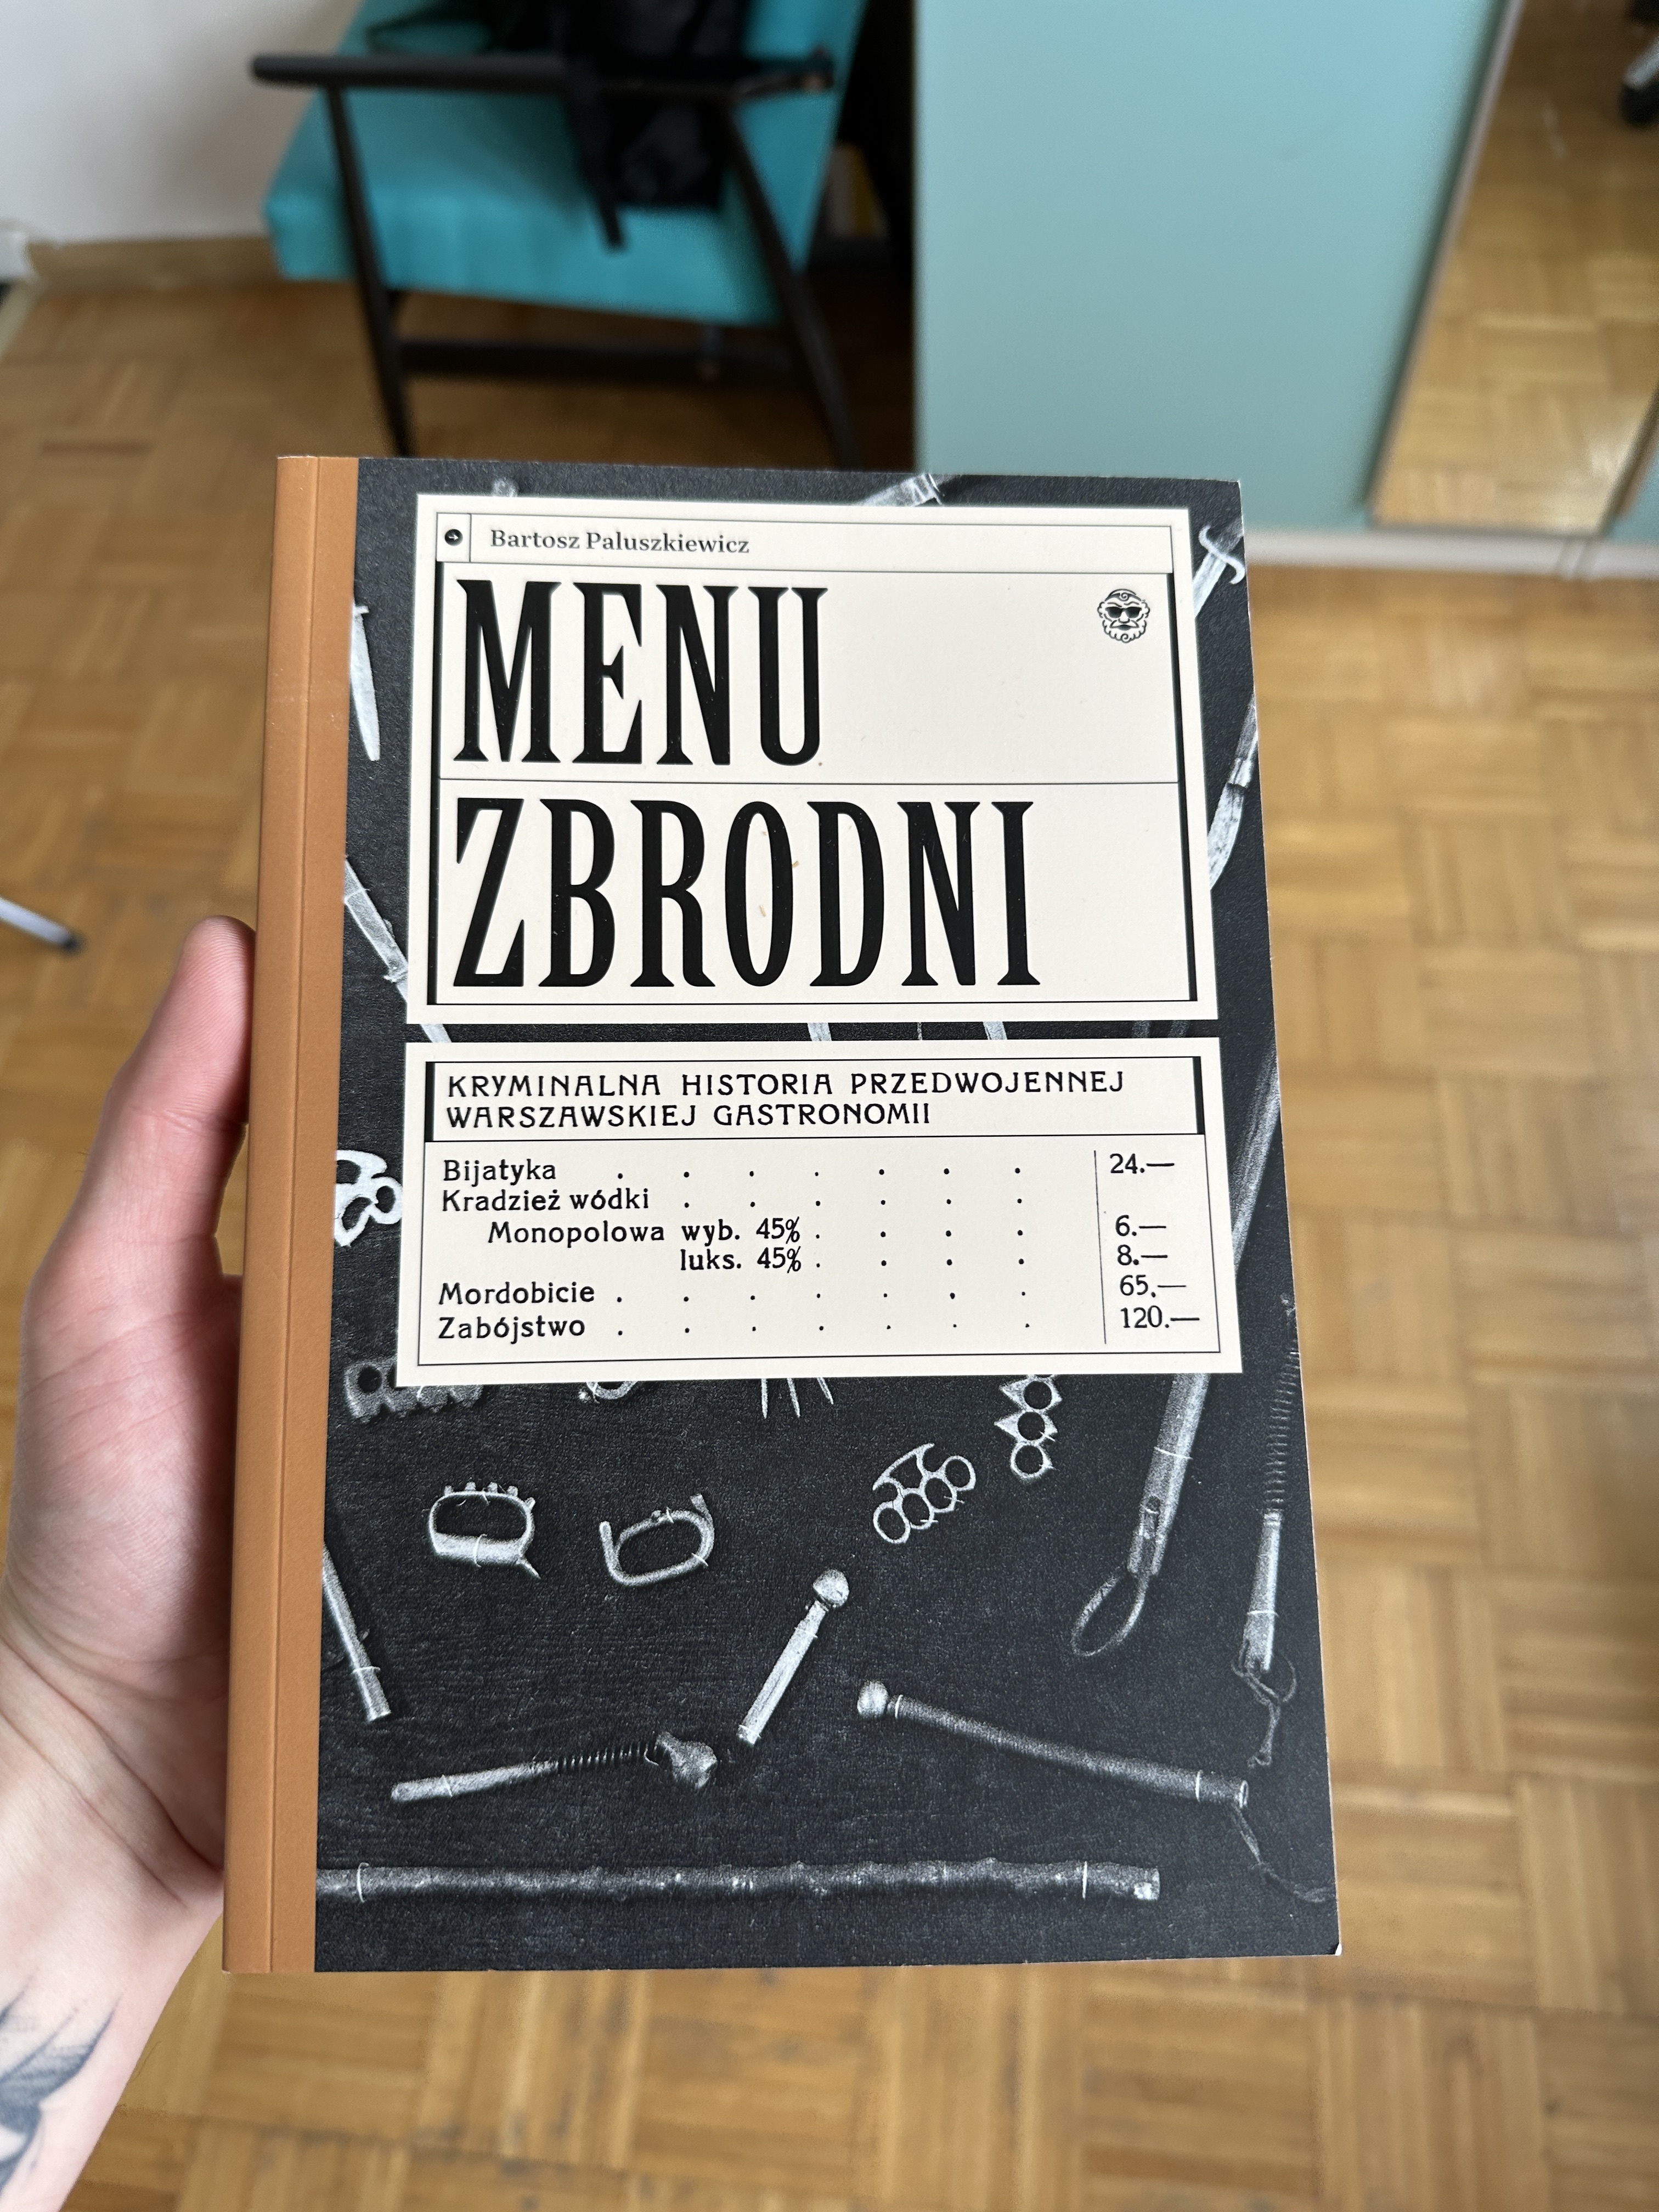 Bartosz Paluszkiewicz
MENU
ZBRODNI
KRYMINALNA HISTORIA PRZEDWOJENNEJ
WARSZAWSKIEJ GASTRONOMII
Bijatyka . . . . . . . 24.—
Kradzież wódki . . . . . .
Monopolowa wyb. 45% . . . . 6.—
luks. 45% . . . . 8.—
Mordobicie . . . . . . . 65.—
Zabójstwo . . . . . . . 120.—